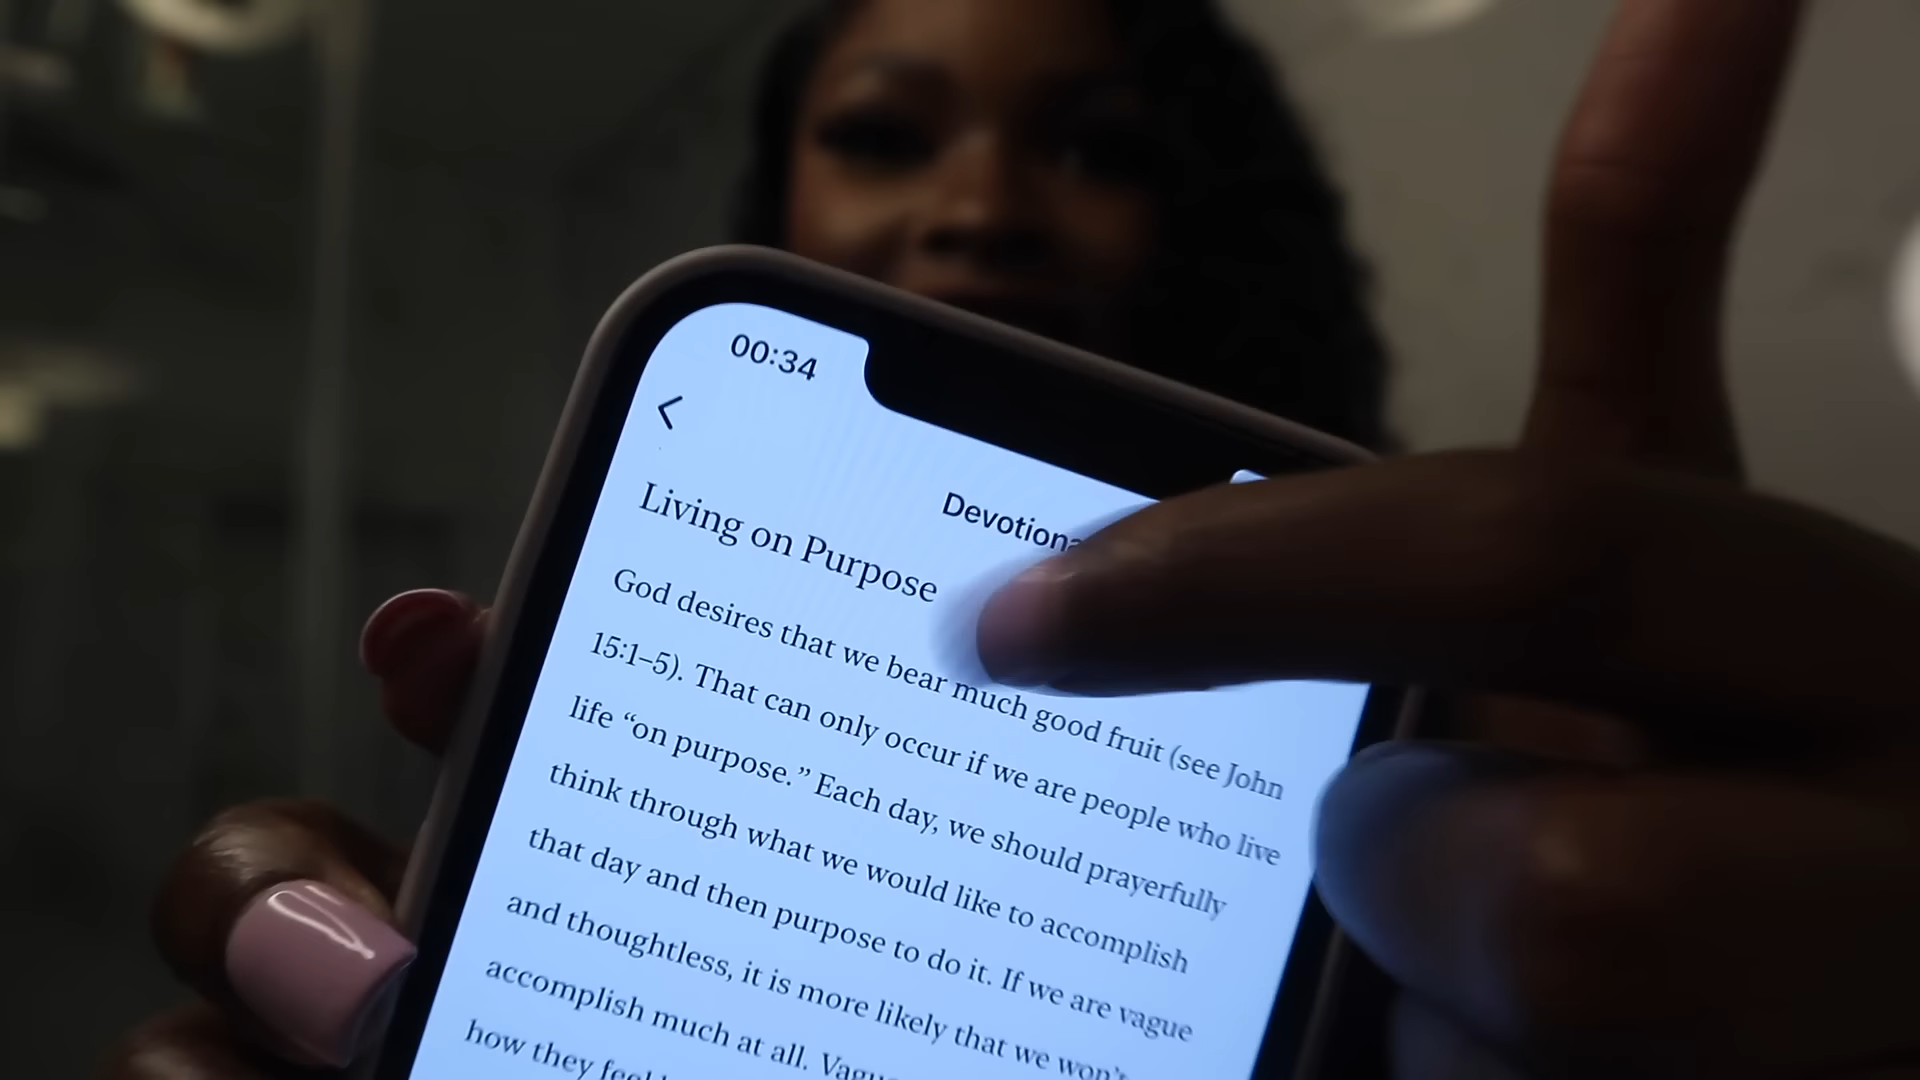 00:34
Living on Purpose
God desires that we bear much good fruit (see John
15:1–5). That can only occur if we are people who live
life “on purpose.” Each day, we should prayerfully
think through what we would like to accomplish
that day and then purpose to do it. If we are vague
and thoughtless, it is more likely that we won’t
accomplish much at all.
how they feel